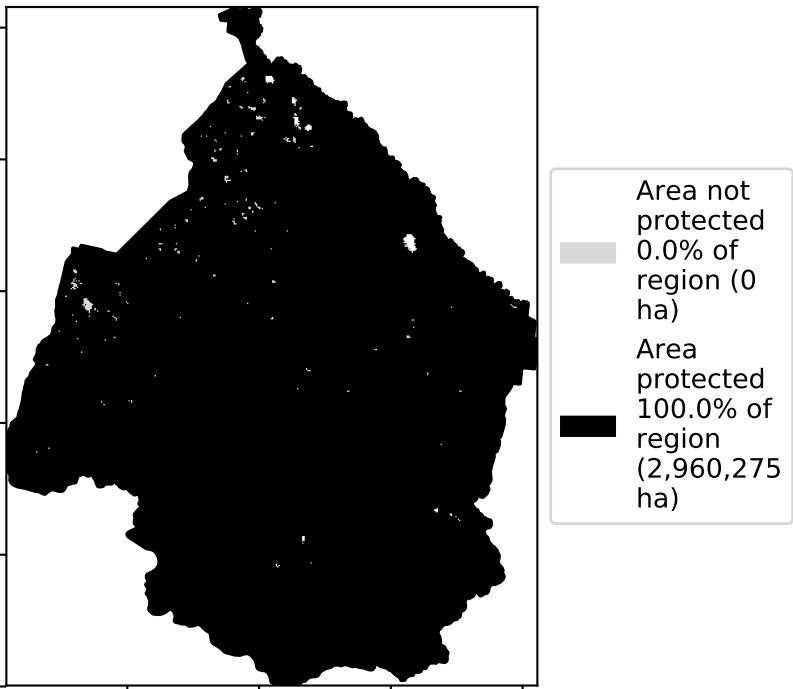 Area not
protected
0.0% of
region (0
ha)
Area
protected
100.0% of
region
(2,960,275
ha)